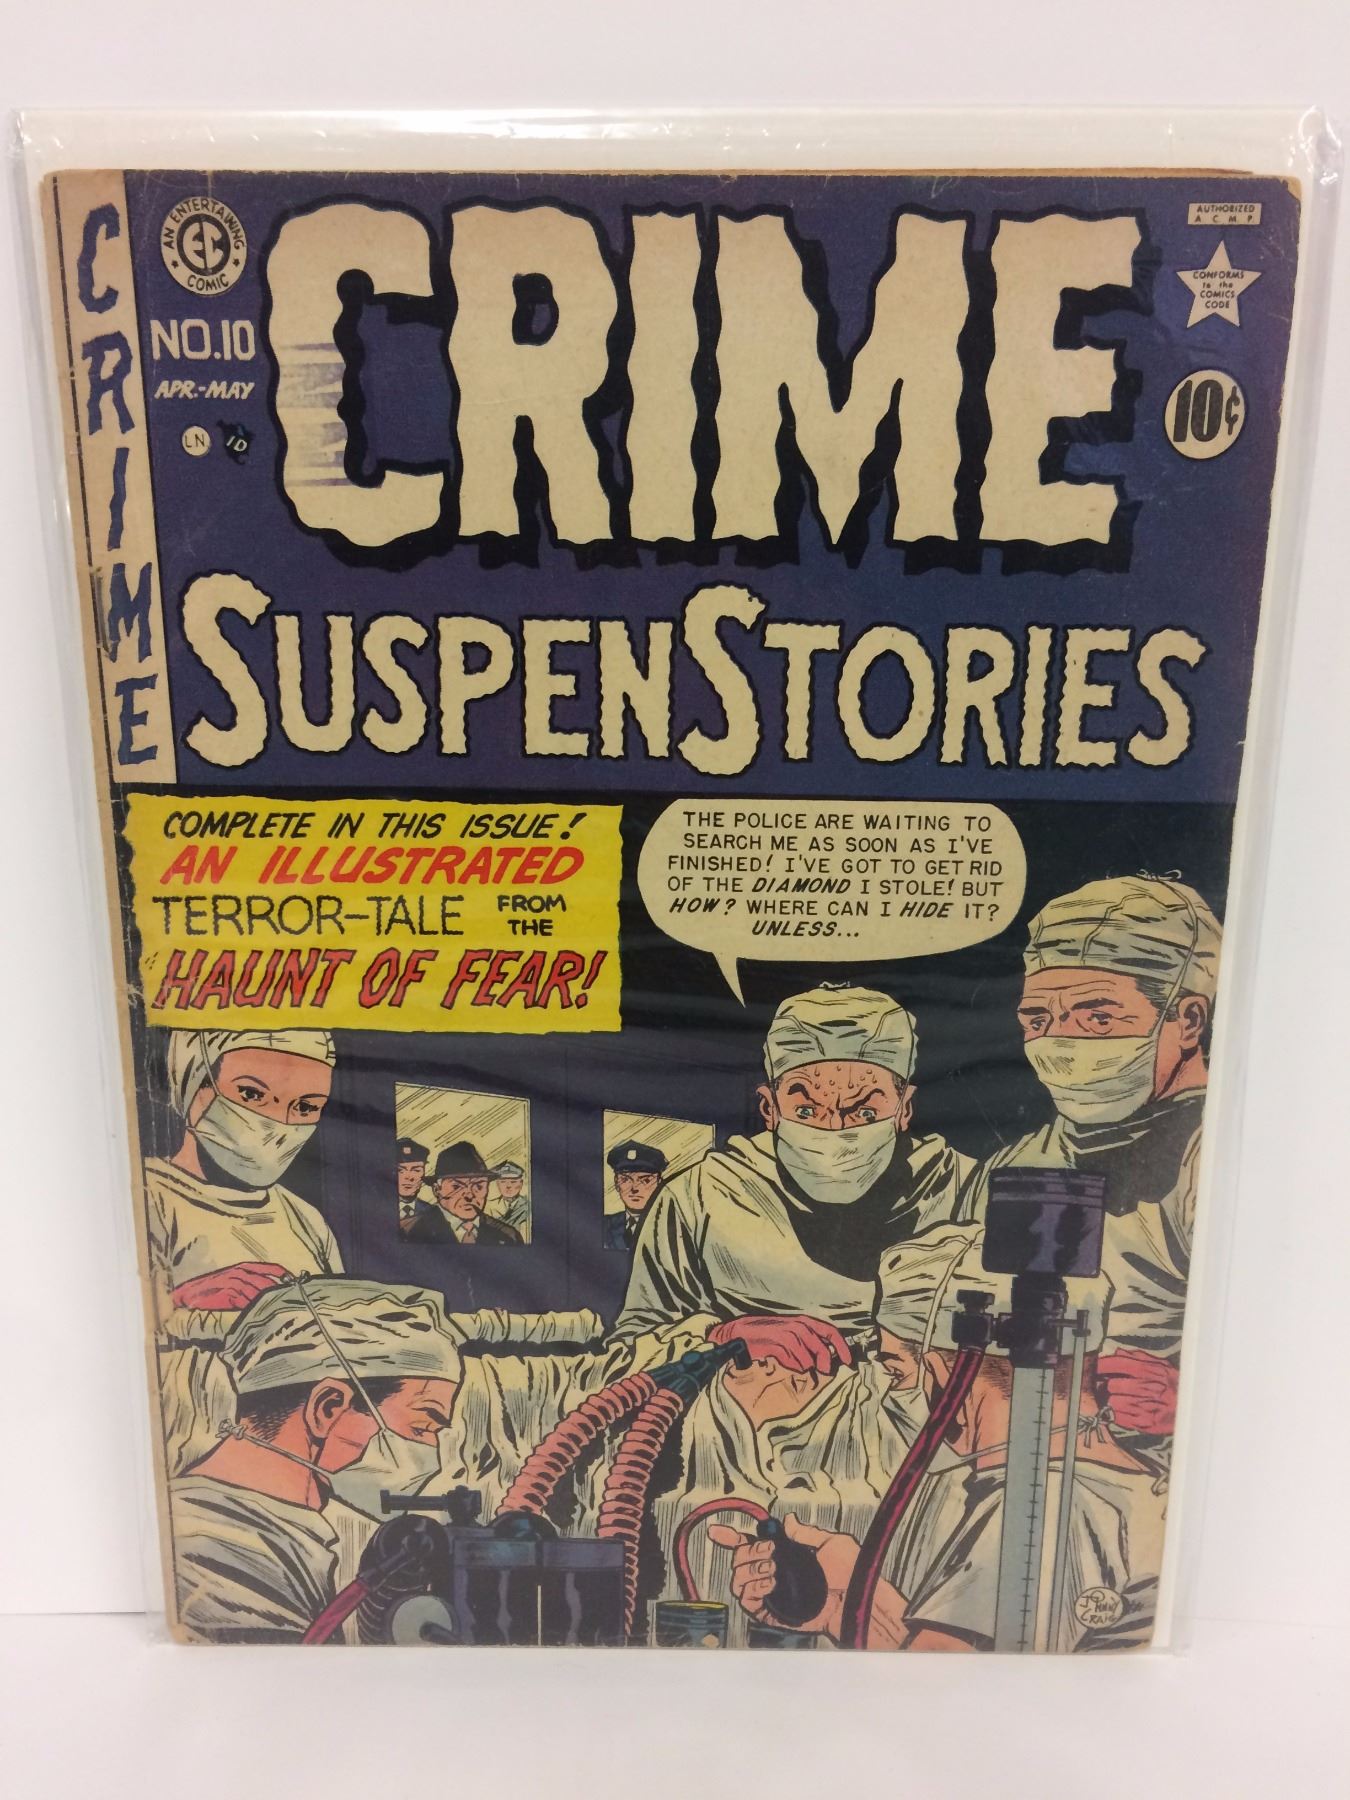 CRIME
AN ENTERTAINING
EC
COMIC
NO.10
APR.-MAY
LN 1D
CRIME
SUSPENSTORIES
AUTHORIZED
A C M P
CONFORMS
to the
COMICS
CODE
10¢
COMPLETE IN THIS ISSUE!
AN ILLUSTRATED
TERROR-TALE FROM
THE
HAUNT OF FEAR!
THE POLICE ARE WAITING TO
SEARCH ME AS SOON AS I'VE
FINISHED! I'VE GOT TO GET RID
OF THE DIAMOND I STOLE! BUT
HOW? WHERE CAN I HIDE IT?
UNLESS...
JOHNNY
CRAIG